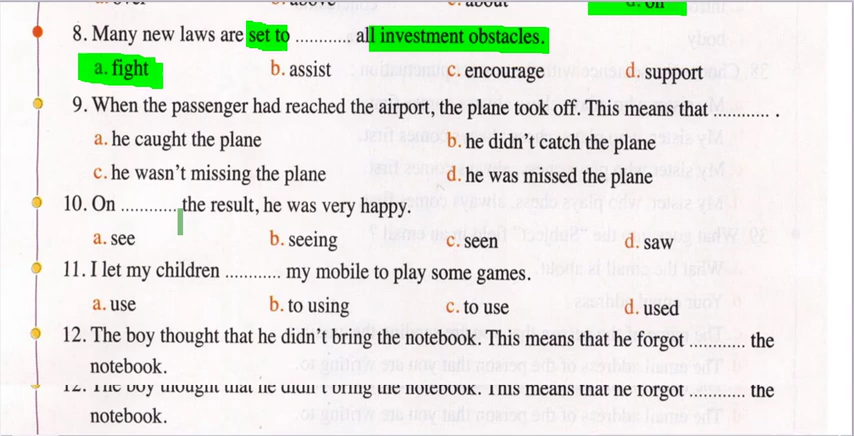 d. on
8. Many new laws are set to ........... all investment obstacles.
a. fight b. assist c. encourage d. support
9. When the passenger had reached the airport, the plane took off. This means that ........... .
a. he caught the plane b. he didn't catch the plane
c. he wasn't missing the plane d. he was missed the plane
10. On ........... the result, he was very happy.
a. see b. seeing c. seen d. saw
11. I let my children ........... my mobile to play some games.
a. use b. to using c. to use d. used
12. The boy thought that he didn't bring the notebook. This means that he forgot ........... the
notebook.
12. The boy thought that he didn't bring the notebook. This means that he forgot ........... the
notebook.